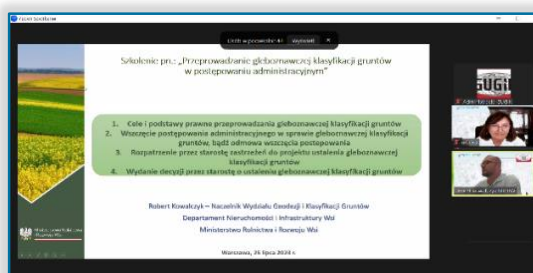 Szkolenie pn.: „Przeprowadzanie gleboznawczej klasyfikacji gruntów
w postępowaniu administracyjnym”
1. Cele i podstawy prawne przeprowadzania gleboznawczej klasyfikacji gruntów
2. Wszczęcie postępowania administracyjnego w sprawie gleboznawczej klasyfikacji
gruntów, bądź odmowa wszczęcia postępowania
3. Rozpatrzenie przez starostę zastrzeżeń do projektu ustalenia gleboznawczej
klasyfikacji gruntów
4. Wydanie decyzji przez starostę o ustaleniu gleboznawczej klasyfikacji gruntów
Robert Kowalczyk – Naczelnik Wydziału Geodezji i Klasyfikacji Gruntów
Departament Nieruchomości i Infrastruktury Wsi
Ministerstwo Rolnictwa i Rozwoju Wsi
Warszawa, 26 lipca 2023 r.